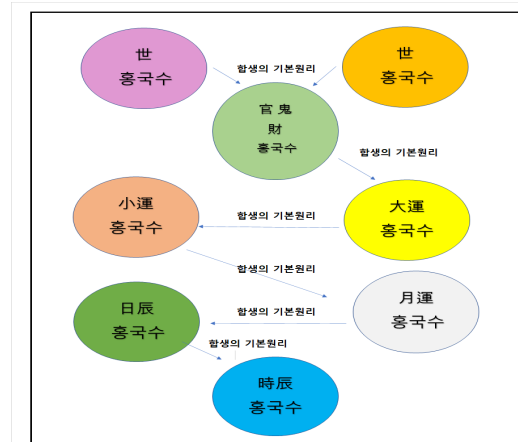 世
홍국수
世
홍국수
합생의 기본원리
官 鬼
財
홍국수
합생의 기본원리
小運
홍국수
합생의 기본원리
大運
홍국수
합생의 기본원리
日辰
홍국수
합생의 기본원리
月運
홍국수
합생의 기본원리
時辰
홍국수